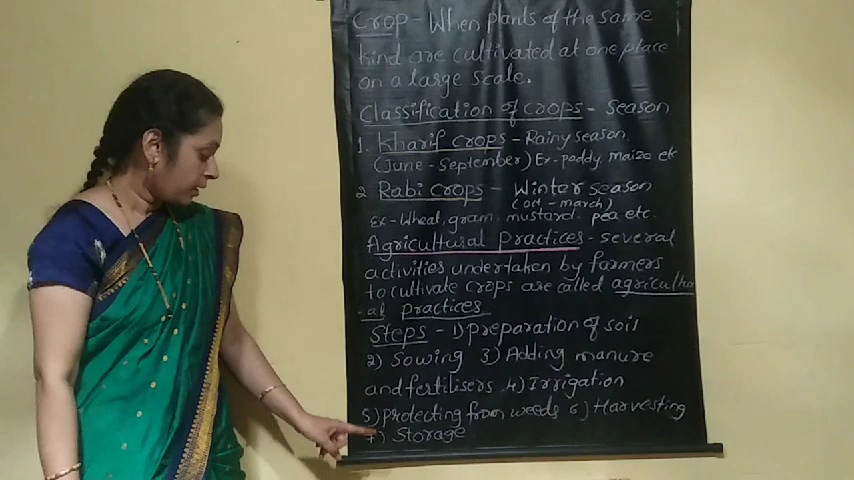 Crop - When plants of the same
kind are cultivated at one place
on a large scale.
Classification of crops - Season
1. Kharif crops - Rainy season.
(June - September) Ex - paddy, maize etc
2 Rabi crops - Winter season
(oct - march)
Ex - Wheat, gram, mustard. pea etc.
Agricultural practices - several
activities undertaken by farmers
to cultivate crops are called agricultur
-al practices
Steps - 1) preparation of soil
2) Sowing 3) Adding manure
and fertilisers 4) Irrigation
5) protecting from weeds 6) Harvesting
7) Storage